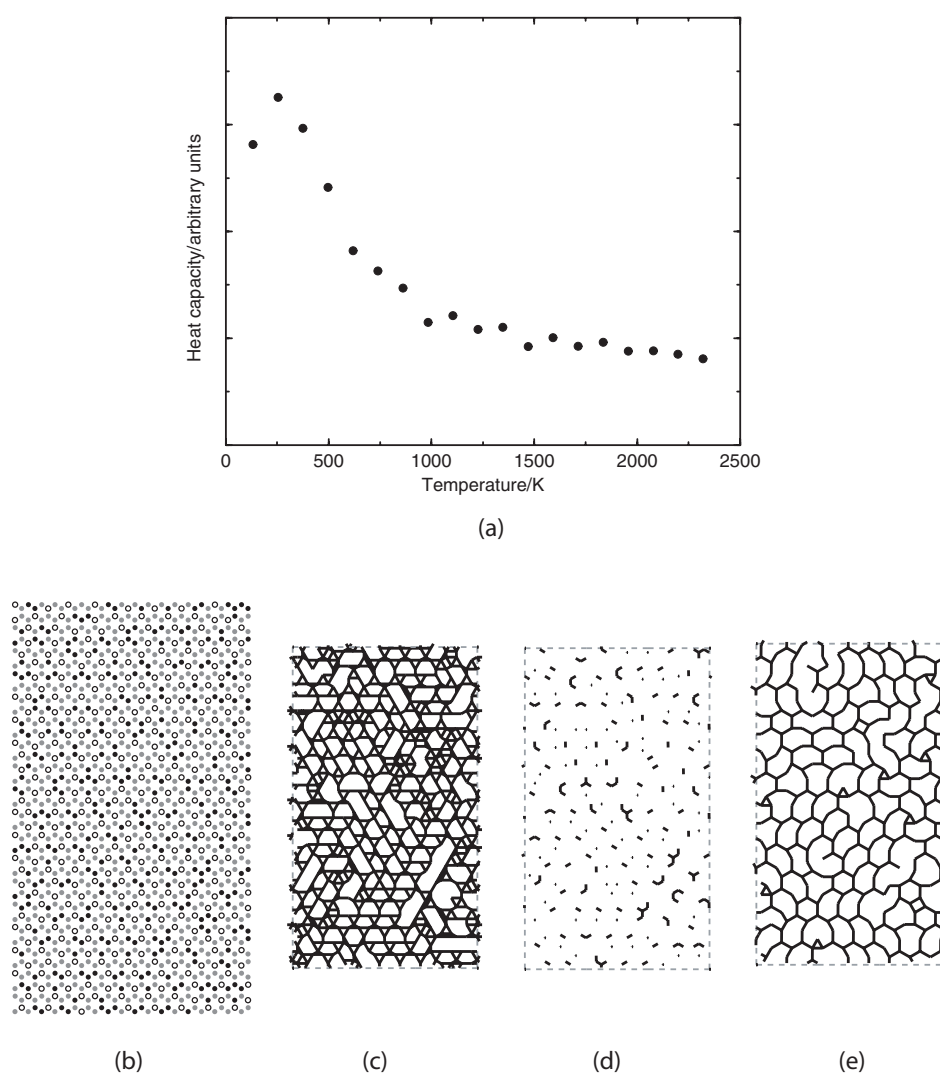 Heat capacity/arbitrary units
0 500 1000 1500 2000 2500
Temperature/K
(a)
(b) (c) (d) (e)